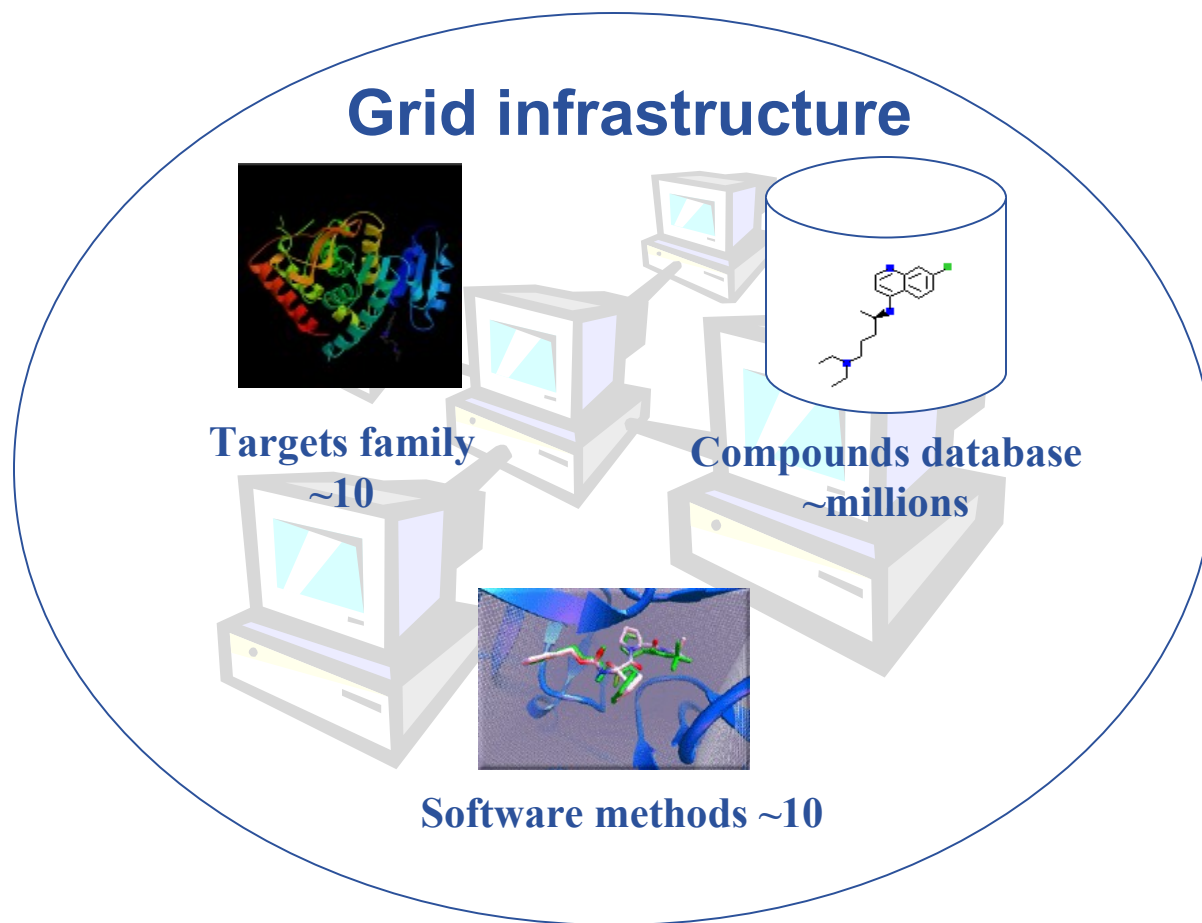 Grid infrastructure
Targets family
~10
Compounds database
~millions
Software methods ~10